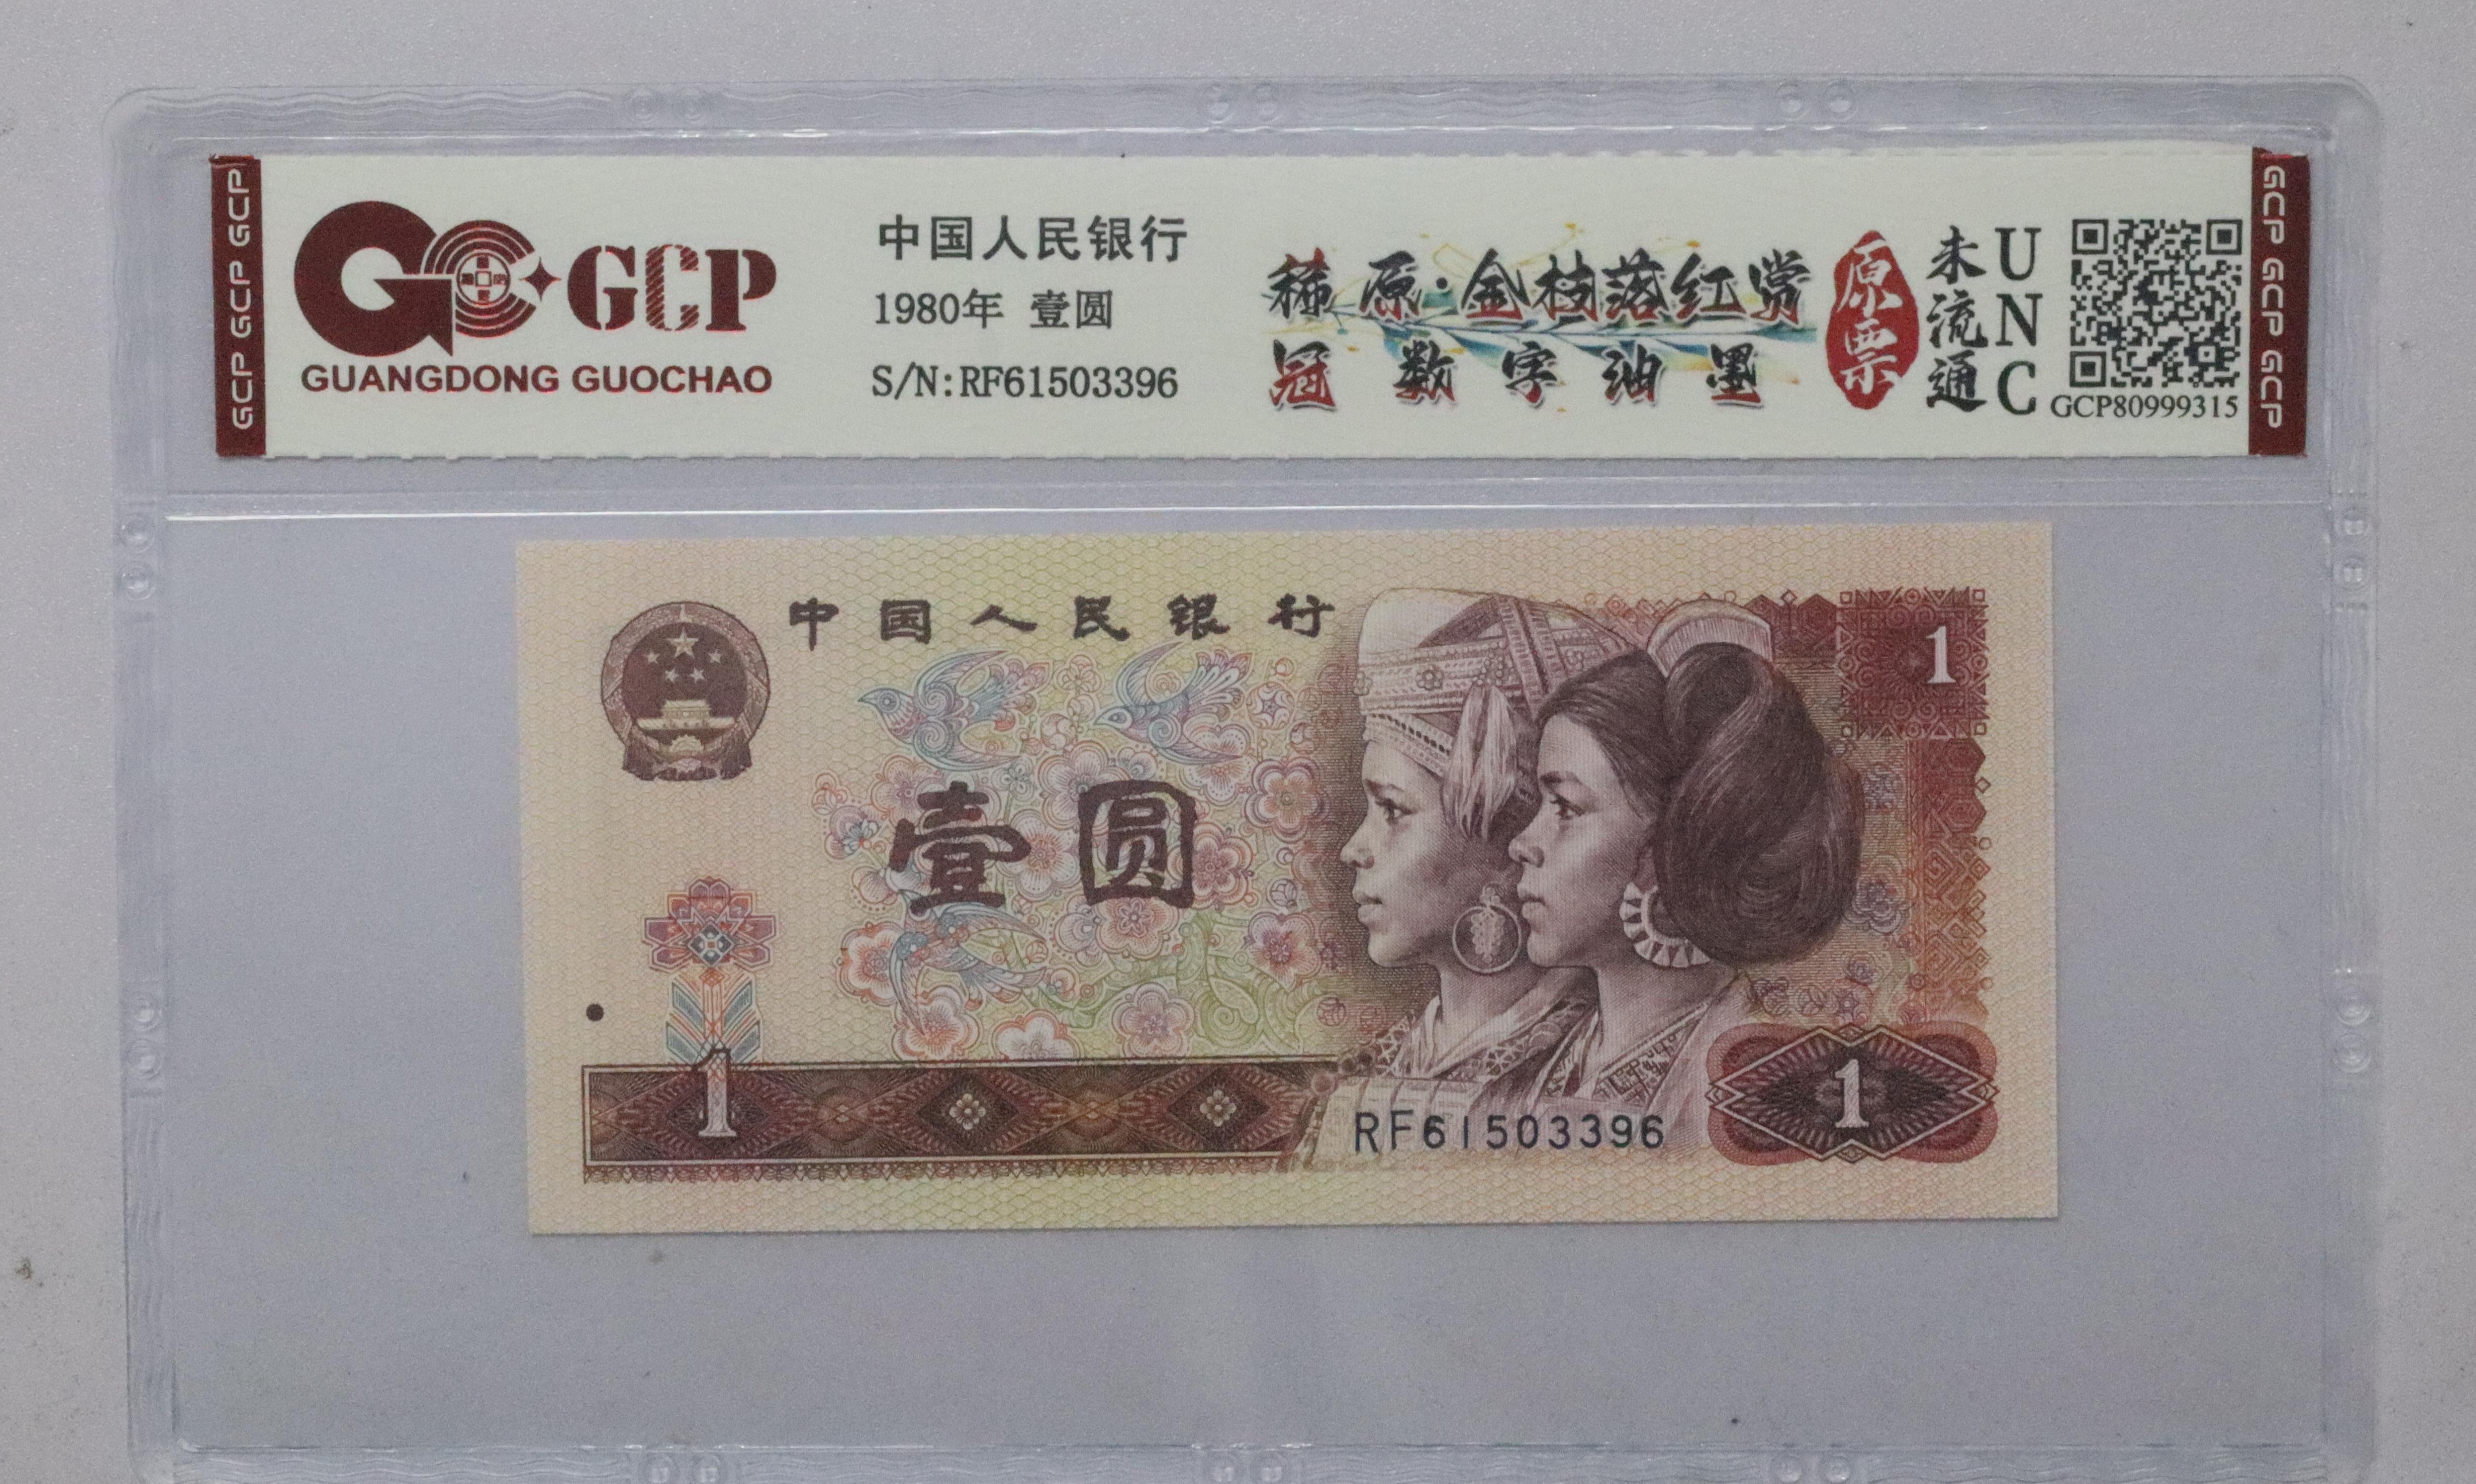 GCP GCP GCP
GCP
GUANGDONG GUOCHAO
中国人民银行
1980年 壹圆
S/N:RF61503396
稀原·金枝落红赏
冠数字油墨
原票
未流通
UNC
GCP80999315
GCP GCP GCP
中国人民银行
1
壹圆
1
1
RF61503396